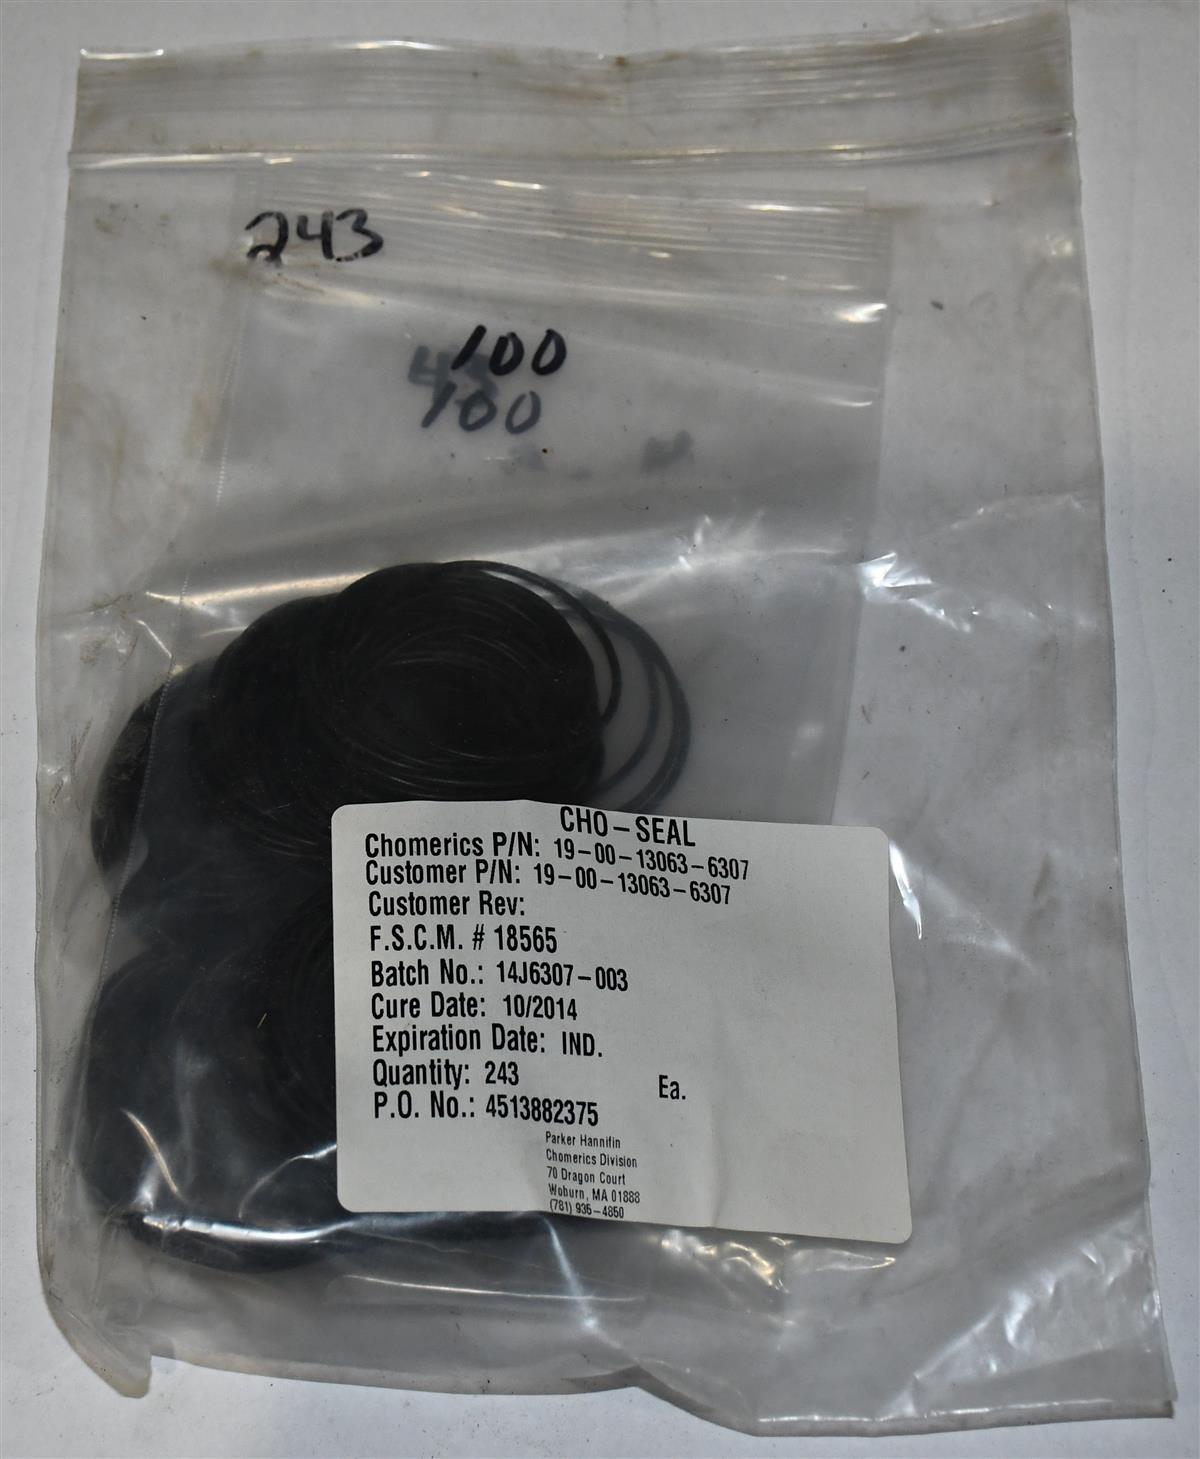 243
100
43
100
CHO-SEAL
Chomerics P/N: 19-00-13063-6307
Customer P/N: 19-00-13063-6307
Customer Rev:
F.S.C.M. # 18565
Batch No.: 14J6307-003
Cure Date: 10/2014
Expiration Date: IND.
Quantity: 243 Ea.
P.O. No.: 4513882375
Parker Hannifin
Chomerics Division
70 Dragon Court
Woburn, MA 01888
(781) 935-4850